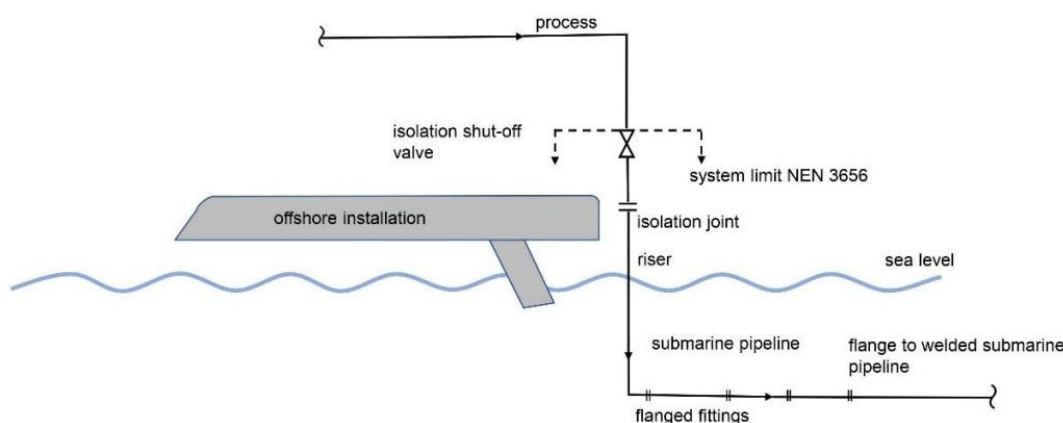 process
isolation shut-off
valve
system limit NEN 3656
offshore installation
isolation joint
riser
sea level
submarine pipeline
flange to welded submarine
pipeline
flanged fittings